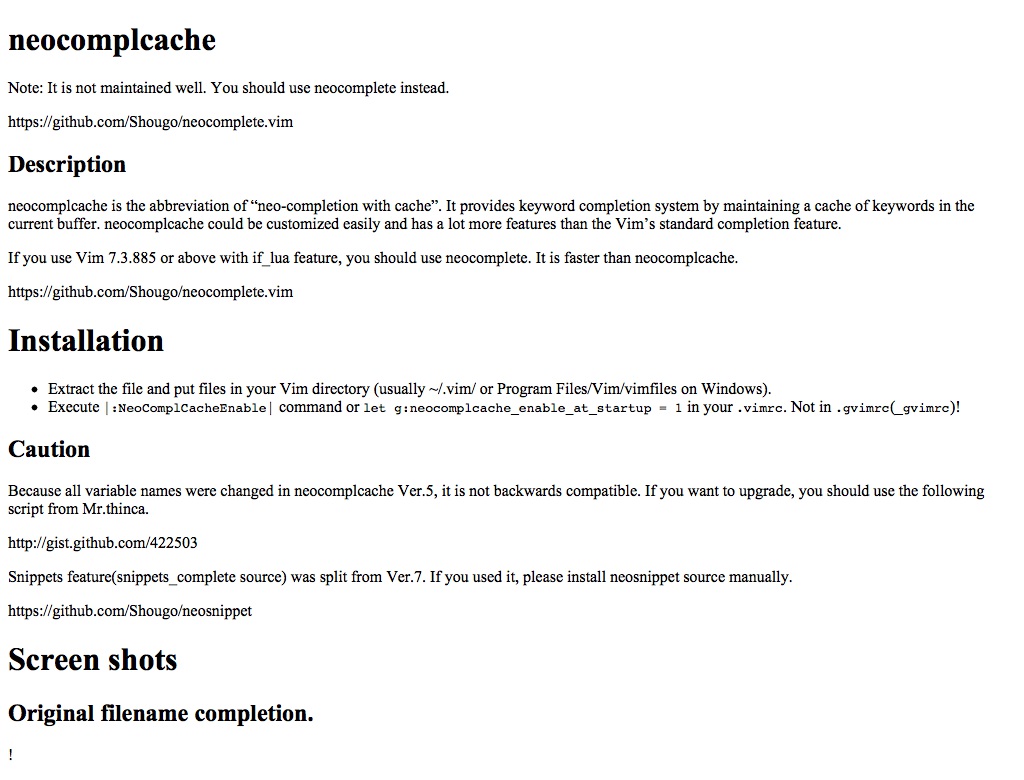 neocomplcache
Note: It is not maintained well. You should use neocomplete instead.
https://github.com/Shougo/neocomplete.vim
Description
neocomplcache is the abbreviation of “neo-completion with cache”. It provides keyword completion system by maintaining a cache of keywords in the
current buffer. neocomplcache could be customized easily and has a lot more features than the Vim’s standard completion feature.
If you use Vim 7.3.885 or above with if_lua feature, you should use neocomplete. It is faster than neocomplcache.
https://github.com/Shougo/neocomplete.vim
Installation
• Extract the file and put files in your Vim directory (usually ~/.vim/ or Program Files/Vim/vimfiles on Windows).
• Execute |:NeoComplCacheEnable| command or let g:neocomplcache_enable_at_startup = 1 in your .vimrc. Not in .gvimrc(_gvimrc)!
Caution
Because all variable names were changed in neocomplcache Ver.5, it is not backwards compatible. If you want to upgrade, you should use the following
script from Mr.thinca.
http://gist.github.com/422503
Snippets feature(snippets_complete source) was split from Ver.7. If you used it, please install neosnippet source manually.
https://github.com/Shougo/neosnippet
Screen shots
Original filename completion.
!